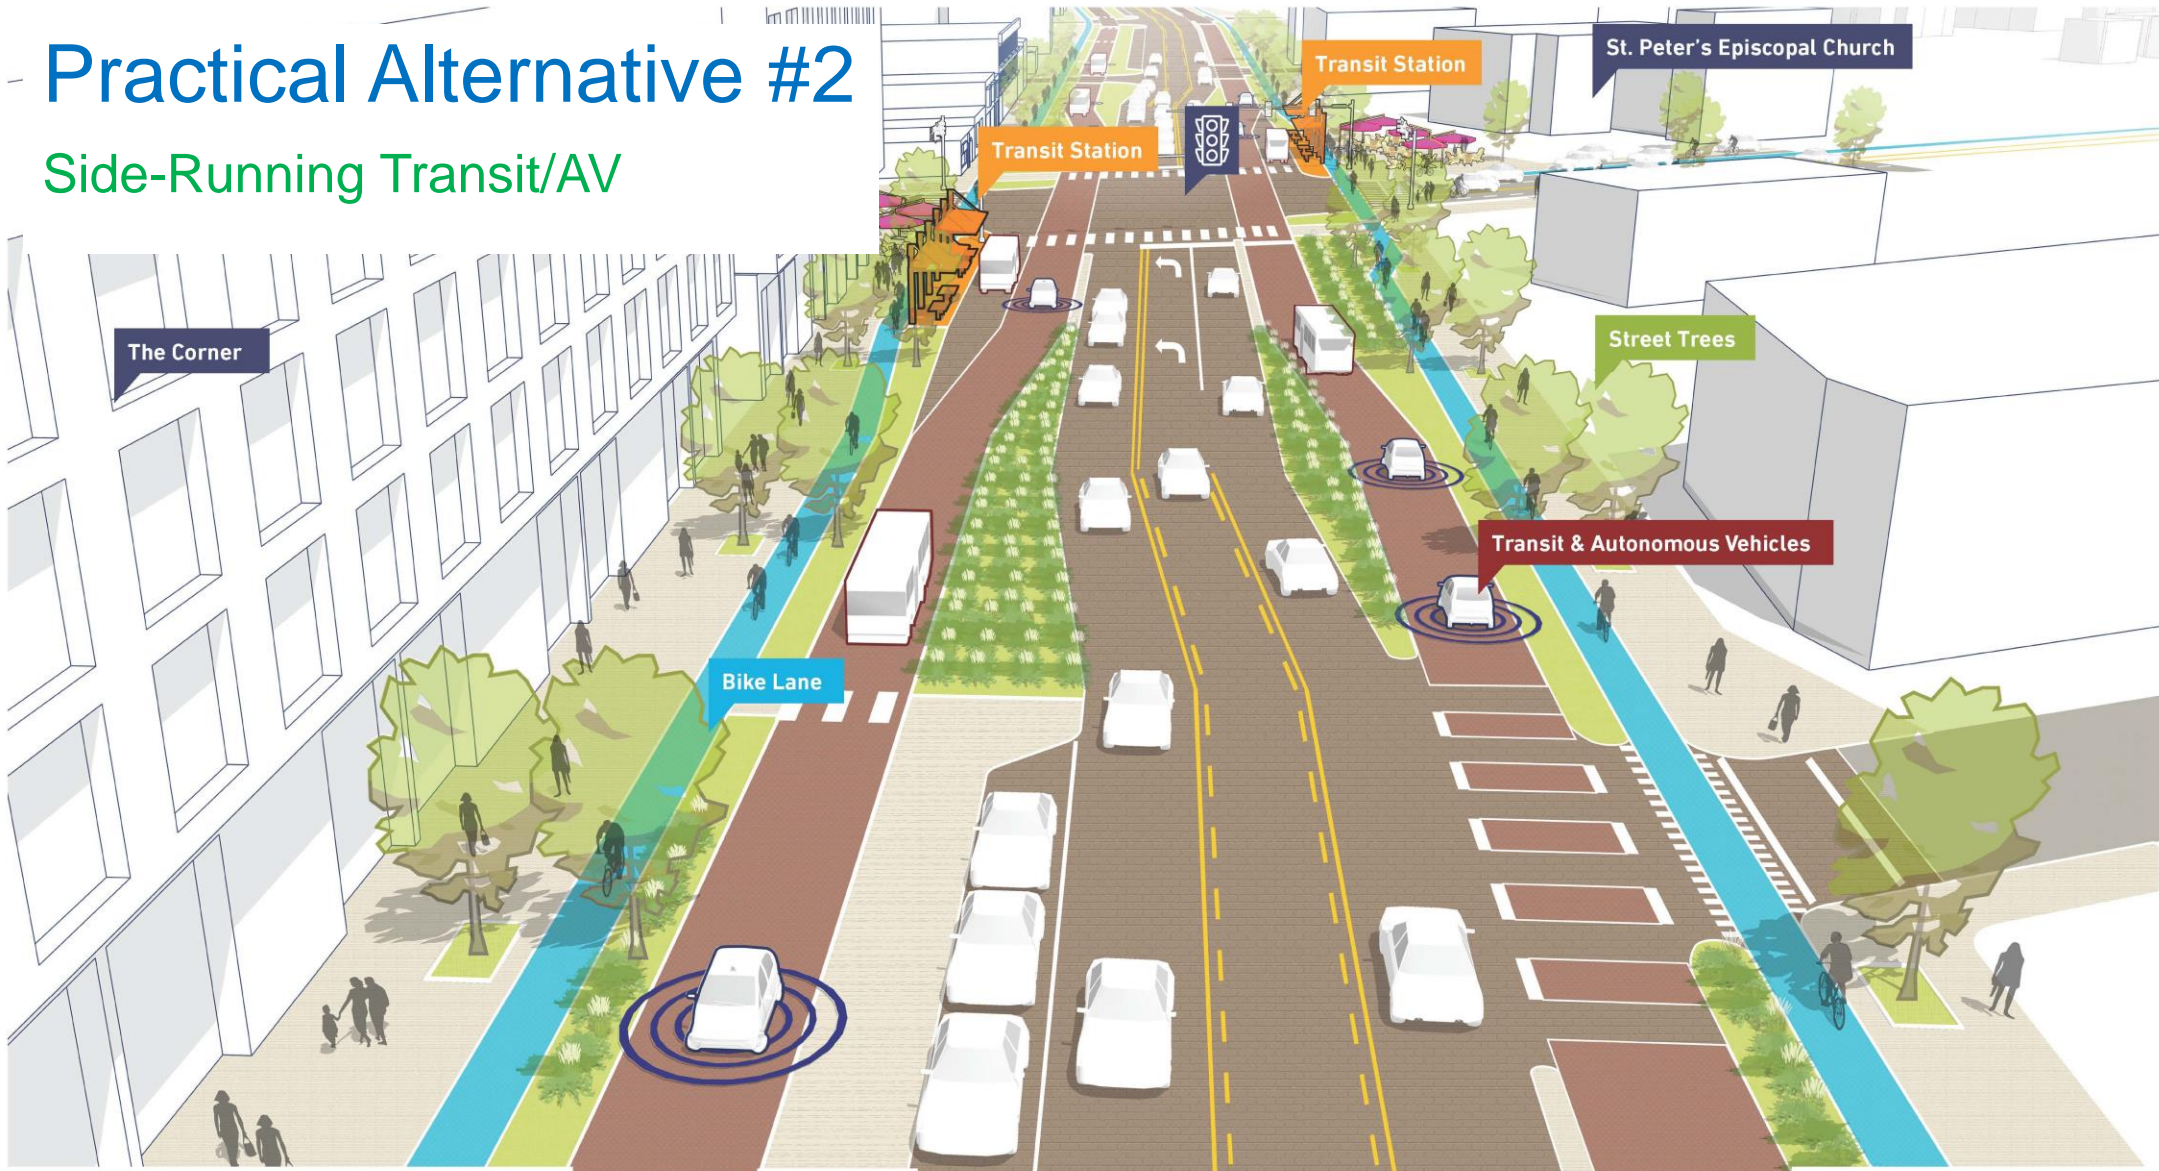 Practical Alternative #2
Side-Running Transit/AV
Transit Station
St. Peter's Episcopal Church
Transit Station
The Corner
Street Trees
Transit & Autonomous Vehicles
Bike Lane